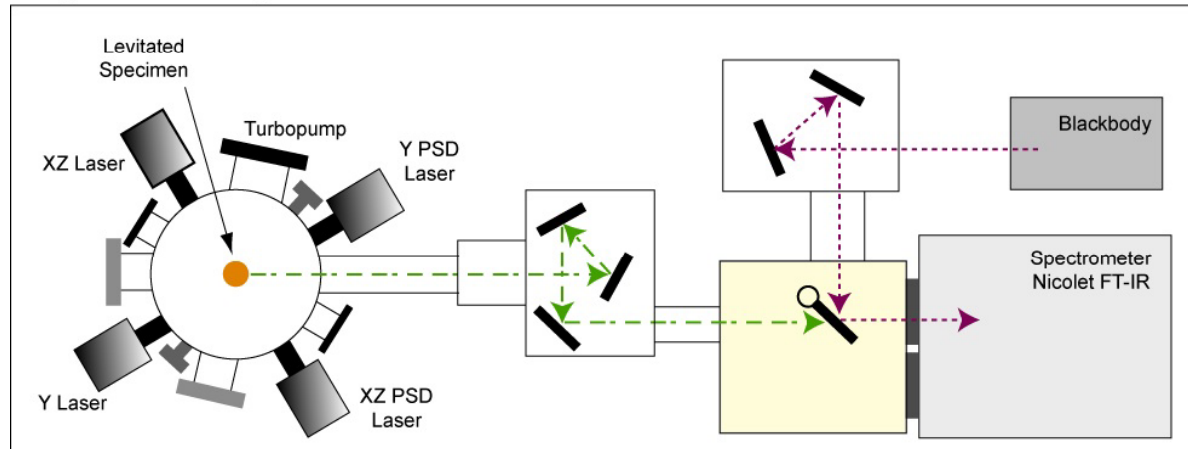 Levitated
Specimen
Turbopump
XZ Laser
Y PSD
Laser
Blackbody
Spectrometer
Nicolet FT-IR
Y Laser
XZ PSD
Laser